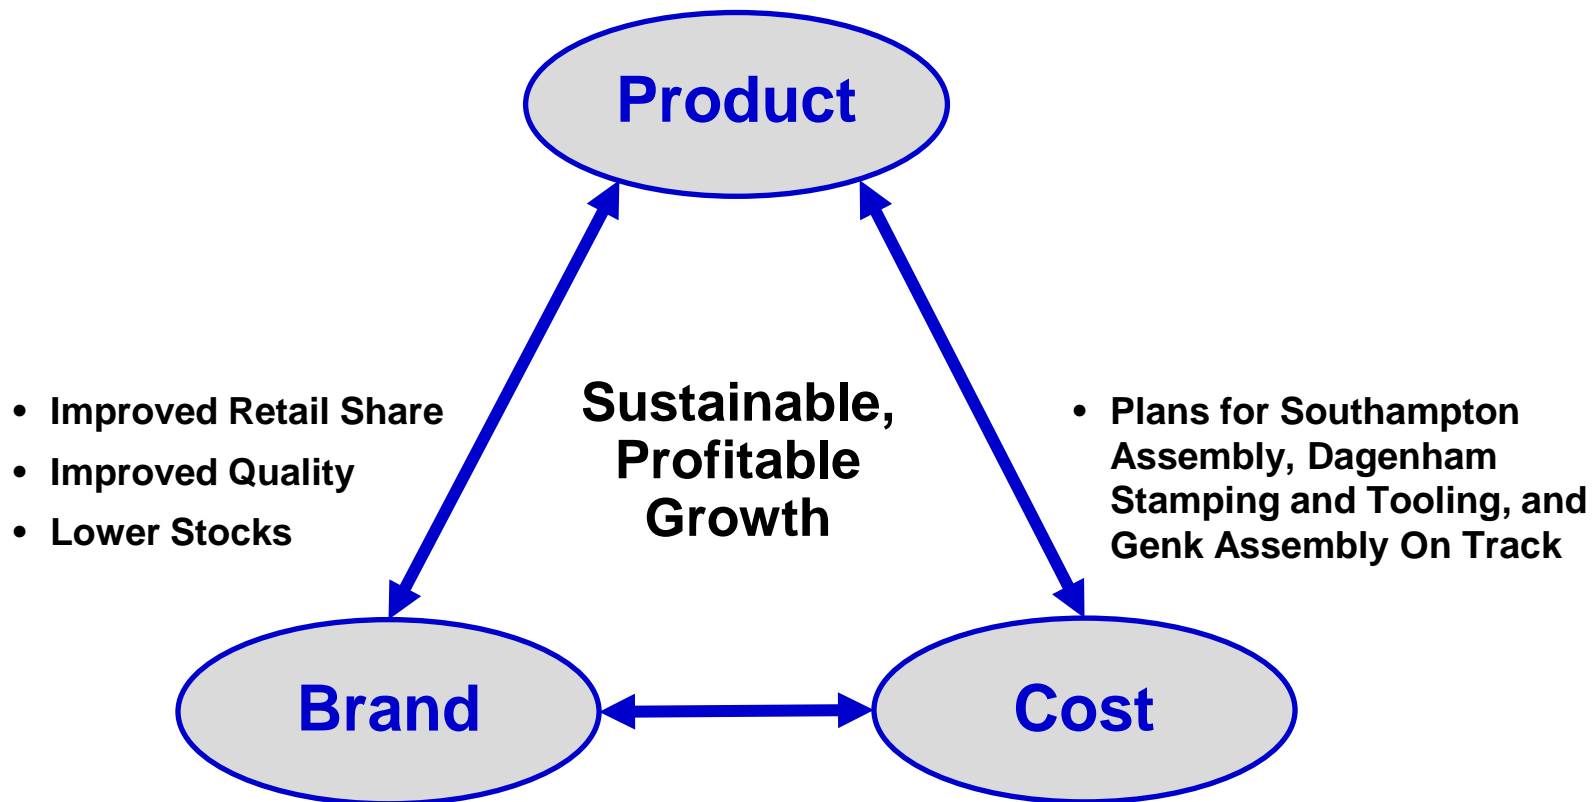 Product
• Improved Retail Share
• Improved Quality
• Lower Stocks
Sustainable,
Profitable
Growth
• Plans for Southampton
Assembly, Dagenham
Stamping and Tooling, and
Genk Assembly On Track
Brand
Cost